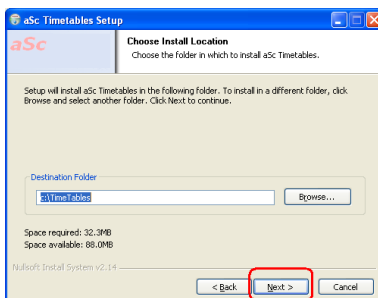 aSc Timetables Setup
aSc
Choose Install Location
Choose the folder in which to install aSc Timetables.
Setup will install aSc Timetables in the following folder. To install in a different folder, click
Browse and select another folder. Click Next to continue.
Destination Folder
c:\TimeTables
Browse...
Space required: 32.3MB
Space available: 88.0MB
Nullsoft Install System v2.14
< Back
Next >
Cancel